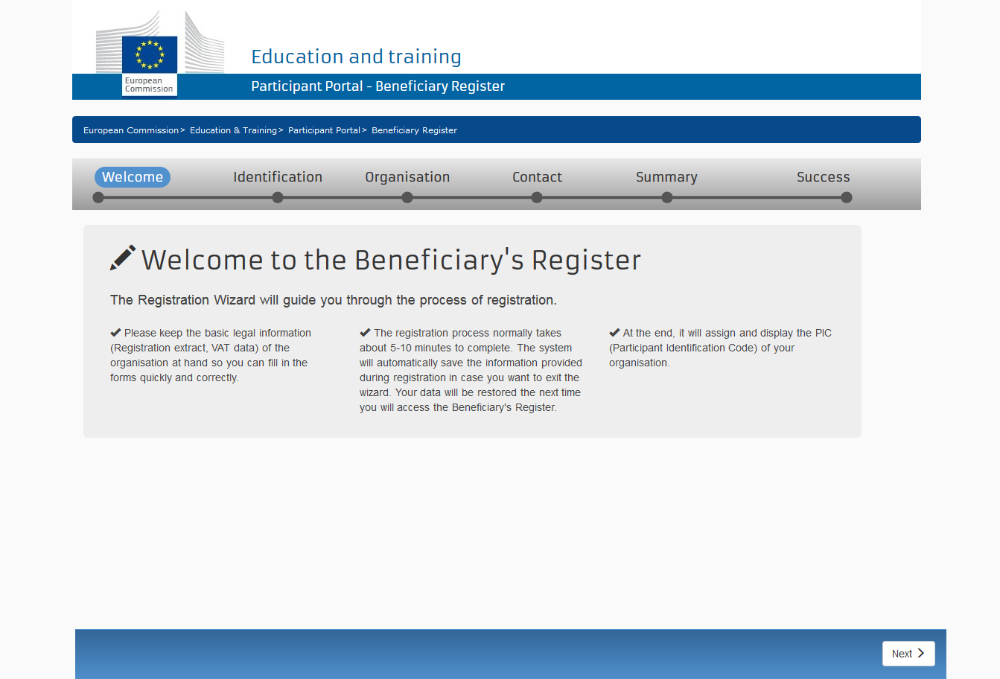 Education and training
European
Commission
Participant Portal - Beneficiary Register
European Commission > Education & Training > Participant Portal > Beneficiary Register
Welcome Identification Organisation Contact Summary Success
Welcome to the Beneficiary's Register
The Registration Wizard will guide you through the process of registration.
Please keep the basic legal information
(Registration extract, VAT data) of the
organisation at hand so you can fill in the
forms quickly and correctly.
The registration process normally takes
about 5-10 minutes to complete. The system
will automatically save the information provided
during registration in case you want to exit the
wizard. Your data will be restored the next time
you will access the Beneficiary's Register.
At the end, it will assign and display the PIC
(Participant Identification Code) of your
organisation.
Next